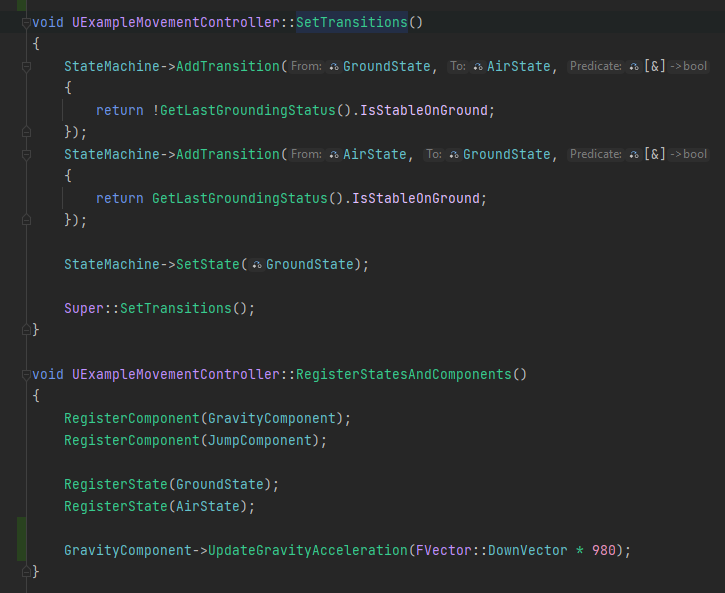 void UExampleMovementController::SetTransitions()
{
    StateMachine->AddTransition(From: GroundState, To: AirState, Predicate: [&]->bool
    {
        return !GetLastGroundingStatus().IsStableOnGround;
    });
    StateMachine->AddTransition(From: AirState, To: GroundState, Predicate: [&]->bool
    {
        return GetLastGroundingStatus().IsStableOnGround;
    });

    StateMachine->SetState(GroundState);

    Super::SetTransitions();
}

void UExampleMovementController::RegisterStatesAndComponents()
{
    RegisterComponent(GravityComponent);
    RegisterComponent(JumpComponent);

    RegisterState(GroundState);
    RegisterState(AirState);

    GravityComponent->UpdateGravityAcceleration(FVector::DownVector * 980);
}